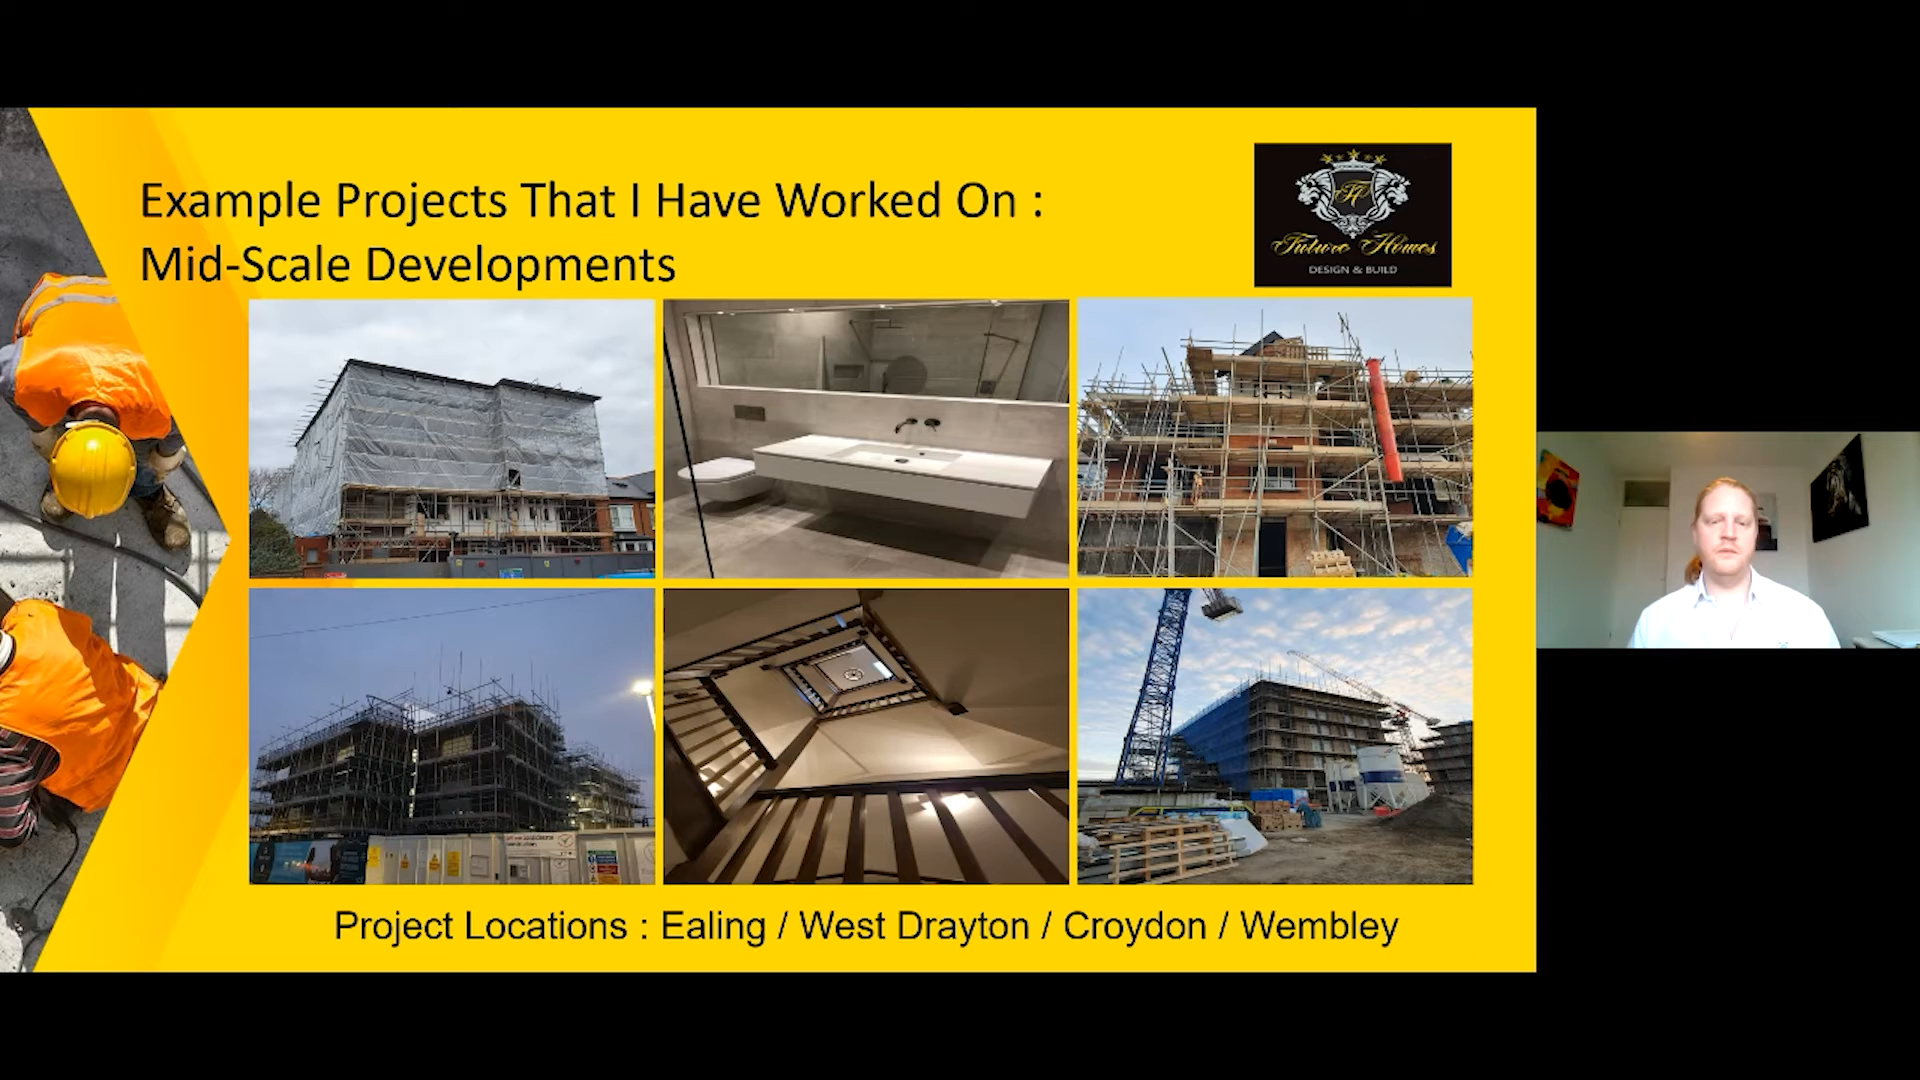 Example Projects That I Have Worked On :
Mid-Scale Developments
FH
Future Homes
DESIGN & BUILD
Project Locations : Ealing / West Drayton / Croydon / Wembley